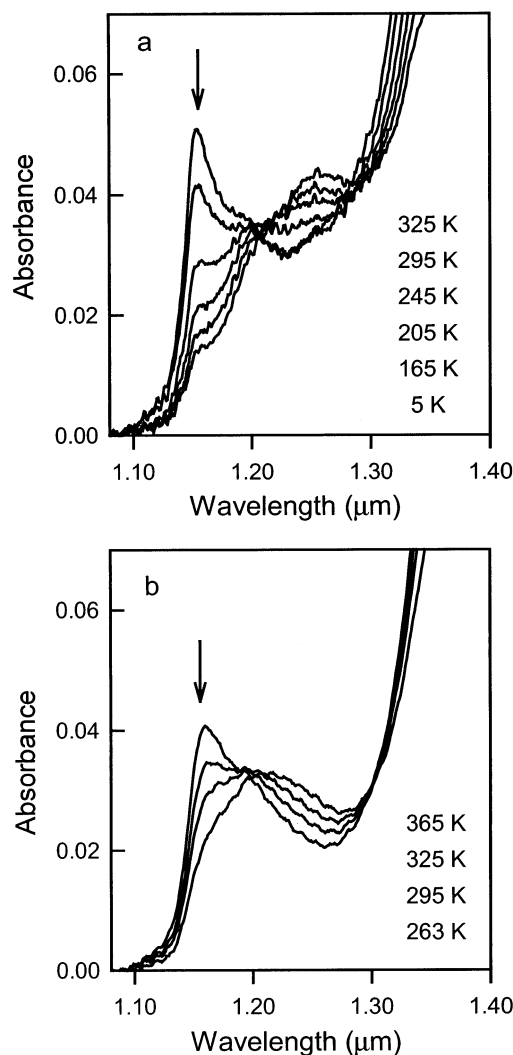 a
0.06
0.04
0.02
0.00
Absorbance
325 K
295 K
245 K
205 K
165 K
5 K
1.10
1.20
1.30
1.40
Wavelength (μm)
b
0.06
0.04
0.02
0.00
Absorbance
365 K
325 K
295 K
263 K
1.10
1.20
1.30
1.40
Wavelength (μm)